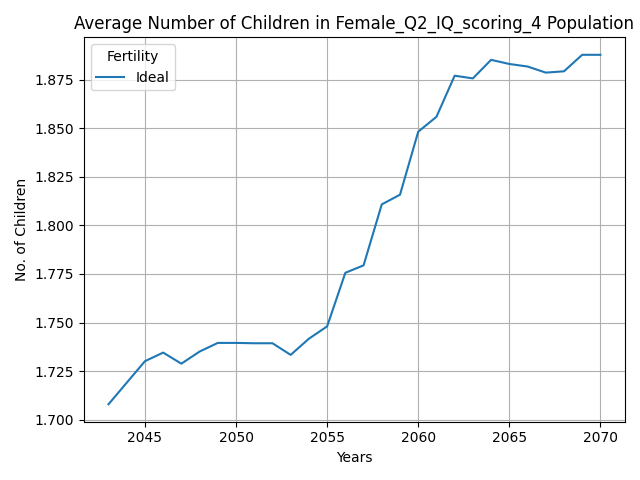 Average Number of Children in Female_Q2_IQ_scoring_4 Population
Fertility
Ideal
No. of Children
1.875
1.850
1.825
1.800
1.775
1.750
1.725
1.700
2045 2050 2055 2060 2065 2070
Years